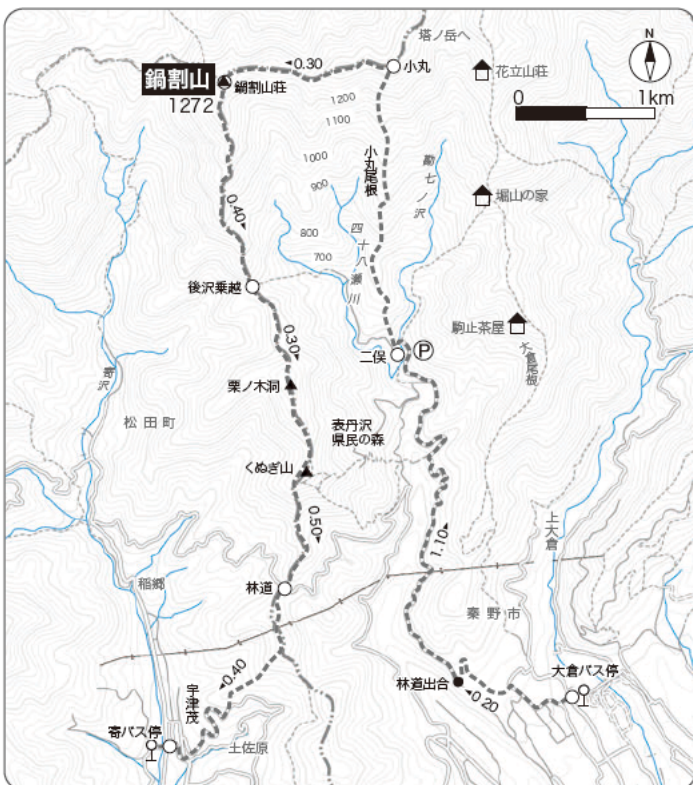 塔ノ岳へ
◀0.30
小丸
鍋割山
1272
鍋割山荘
花立山荘
N
0
1km
1200
1100
1000
900
800
700
小丸尾根
勘七ノ沢
四十八瀬川
堀山の家
0.40▶
後沢乗越
駒止茶屋
大倉尾根
二俣
P
0.30▶
栗ノ木洞
寄沢
松田町
表丹沢
県民の森
くぬぎ山
0.50▶
1.10▶
上大倉
稲郷
林道
秦野市
◀0.40
林道出合
大倉バス停
◀0.20
宇津茂
寄バス停
土佐原